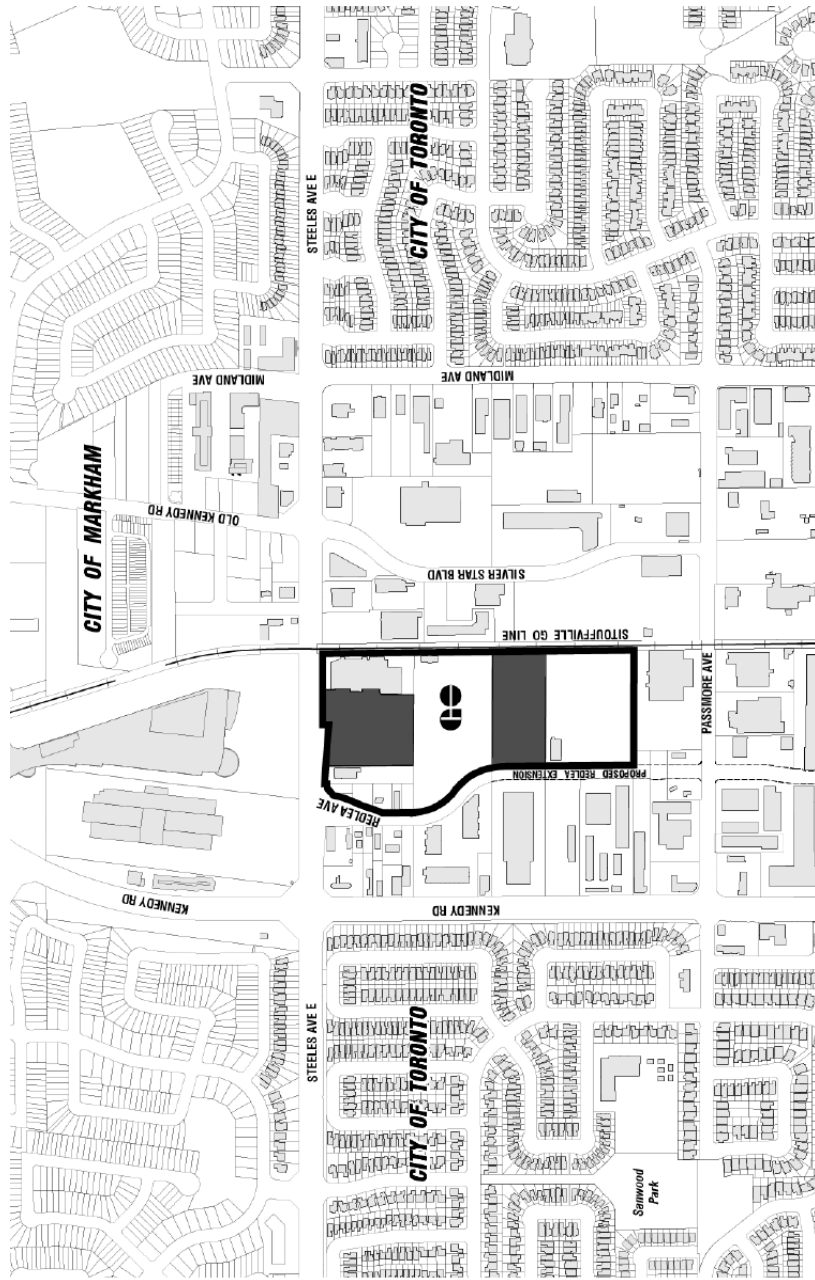 STEELES AVE E
CITY OF TORONTO
MIDLAND AVE
MIDLAND AVE
CITY OF MARKHAM
OLD KENNEDY RD
SILVER STAR BLVD
SITOUFFVILLE GO LINE
GO
PASSMORE AVE
PROPOSED REDLEA EXTENSION
REDLEA AVE
KENNEDY RD
KENNEDY RD
STEELES AVE E
CITY OF TORONTO
Sanwood
Park